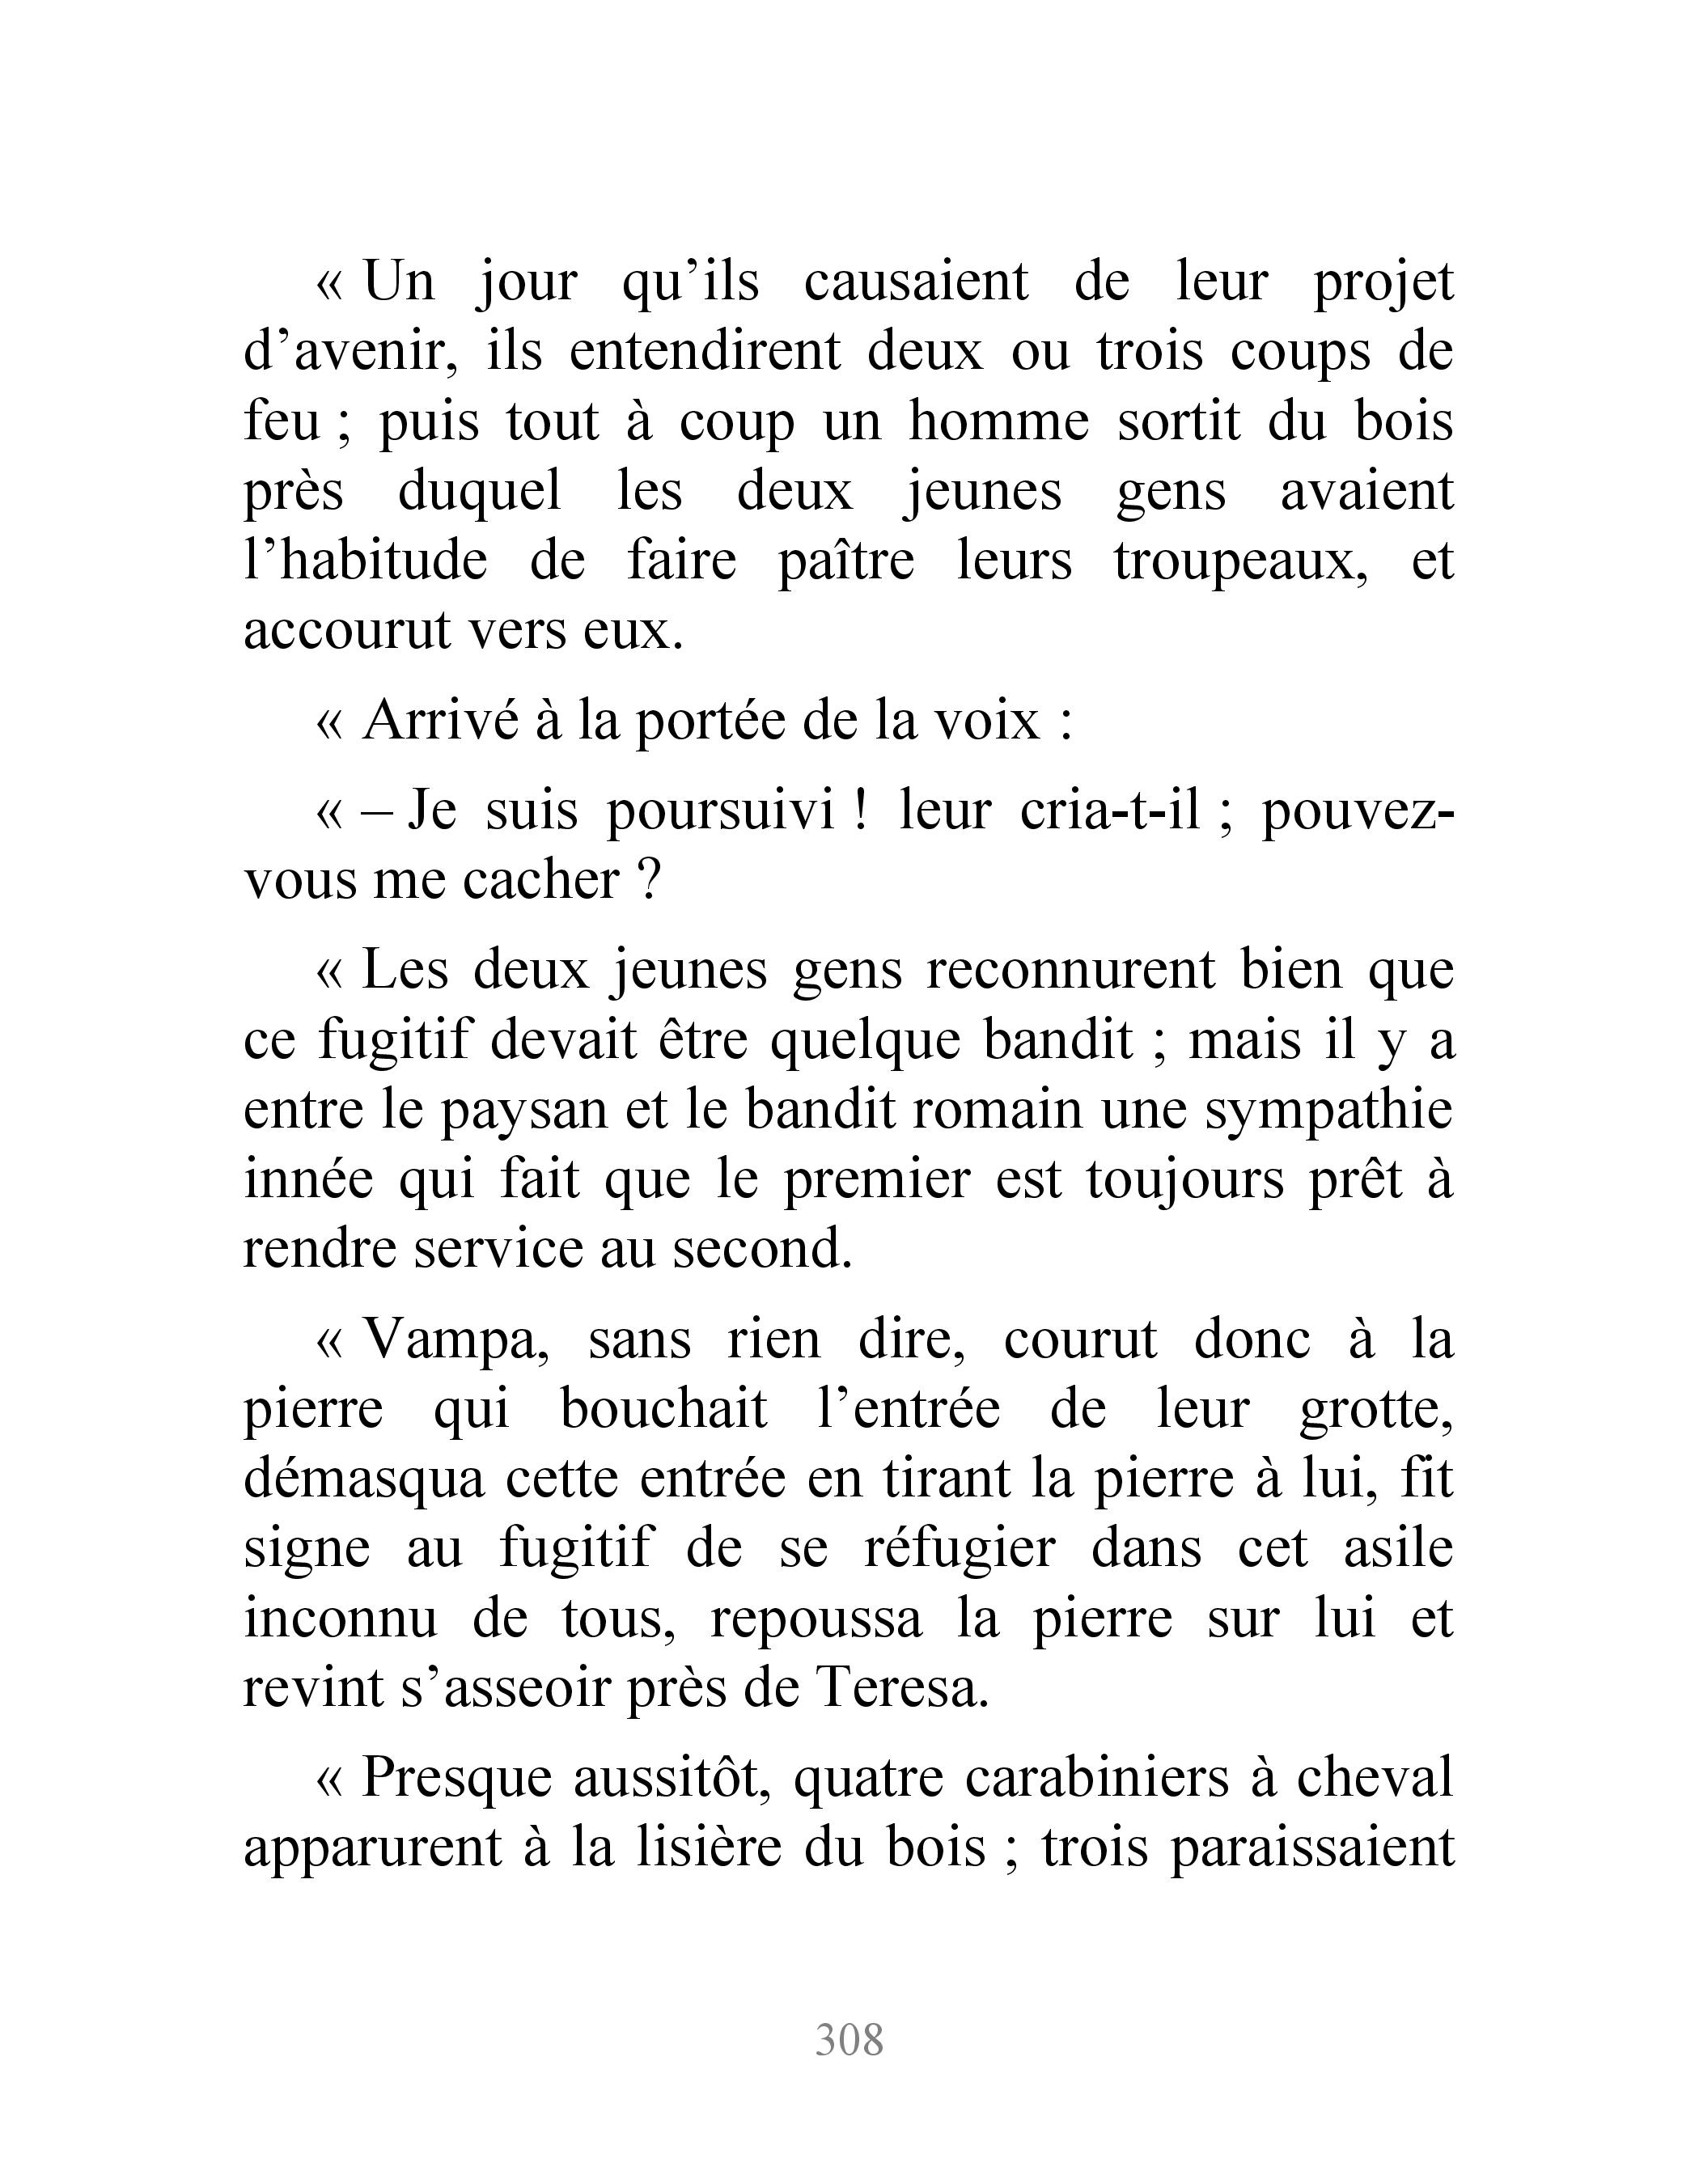 « Un jour qu’ils causaient de leur projet
d’avenir, ils entendirent deux ou trois coups de
feu ; puis tout à coup un homme sortit du bois
près duquel les deux jeunes gens avaient
l’habitude de faire paître leurs troupeaux, et
accourut vers eux.
« Arrivé à la portée de la voix :
« – Je suis poursuivi ! leur cria-t-il ; pouvez-
vous me cacher ?
« Les deux jeunes gens reconnurent bien que
ce fugitif devait être quelque bandit ; mais il y a
entre le paysan et le bandit romain une sympathie
innée qui fait que le premier est toujours prêt à
rendre service au second.
« Vampa, sans rien dire, courut donc à la
pierre qui bouchait l’entrée de leur grotte,
démasqua cette entrée en tirant la pierre à lui, fit
signe au fugitif de se réfugier dans cet asile
inconnu de tous, repoussa la pierre sur lui et
revint s’asseoir près de Teresa.
« Presque aussitôt, quatre carabiniers à cheval
apparurent à la lisière du bois ; trois paraissaient
308